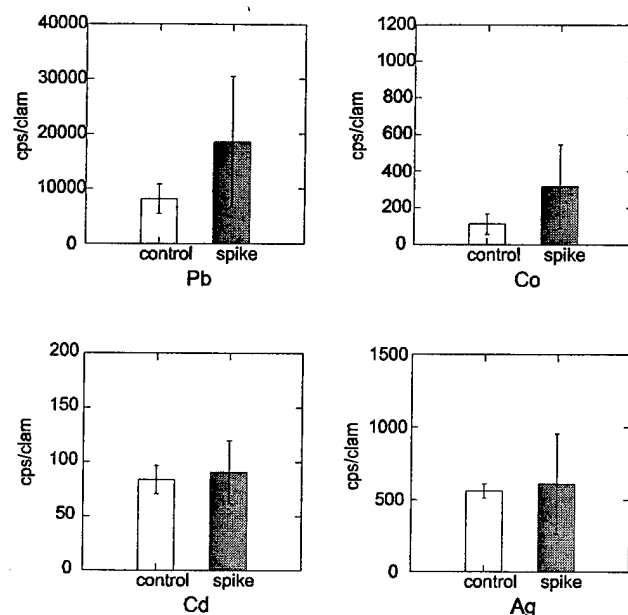 40000
30000
20000
10000
0
cps/clam
control spike
Pb
1200
1000
800
600
400
200
0
cps/clam
control spike
Co
200
150
100
50
0
cps/clam
control spike
Cd
1500
1000
500
0
cps/clam
control spike
Ag